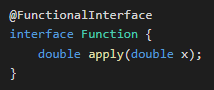 @FunctionalInterface
interface Function {
    double apply(double x);
}